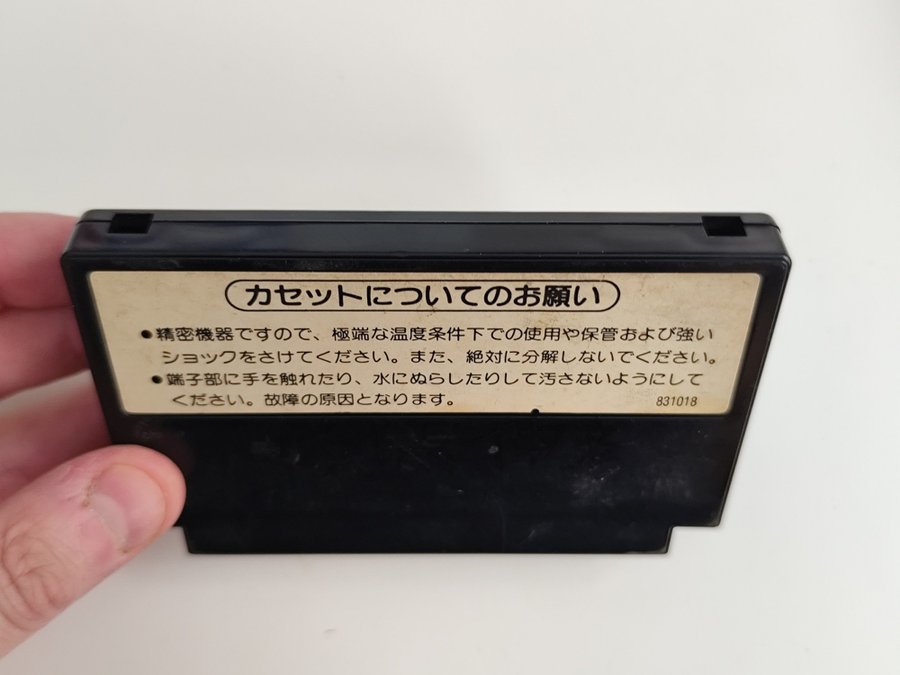 カセットについてのお願い
●精密機器ですので、極端な温度条件下での使用や保管および強い
ショックをさけてください。また、絶対に分解しないでください。
●端子部に手を触れたり、水にぬらしたりして汚さないようにして
ください。故障の原因となります。 831018